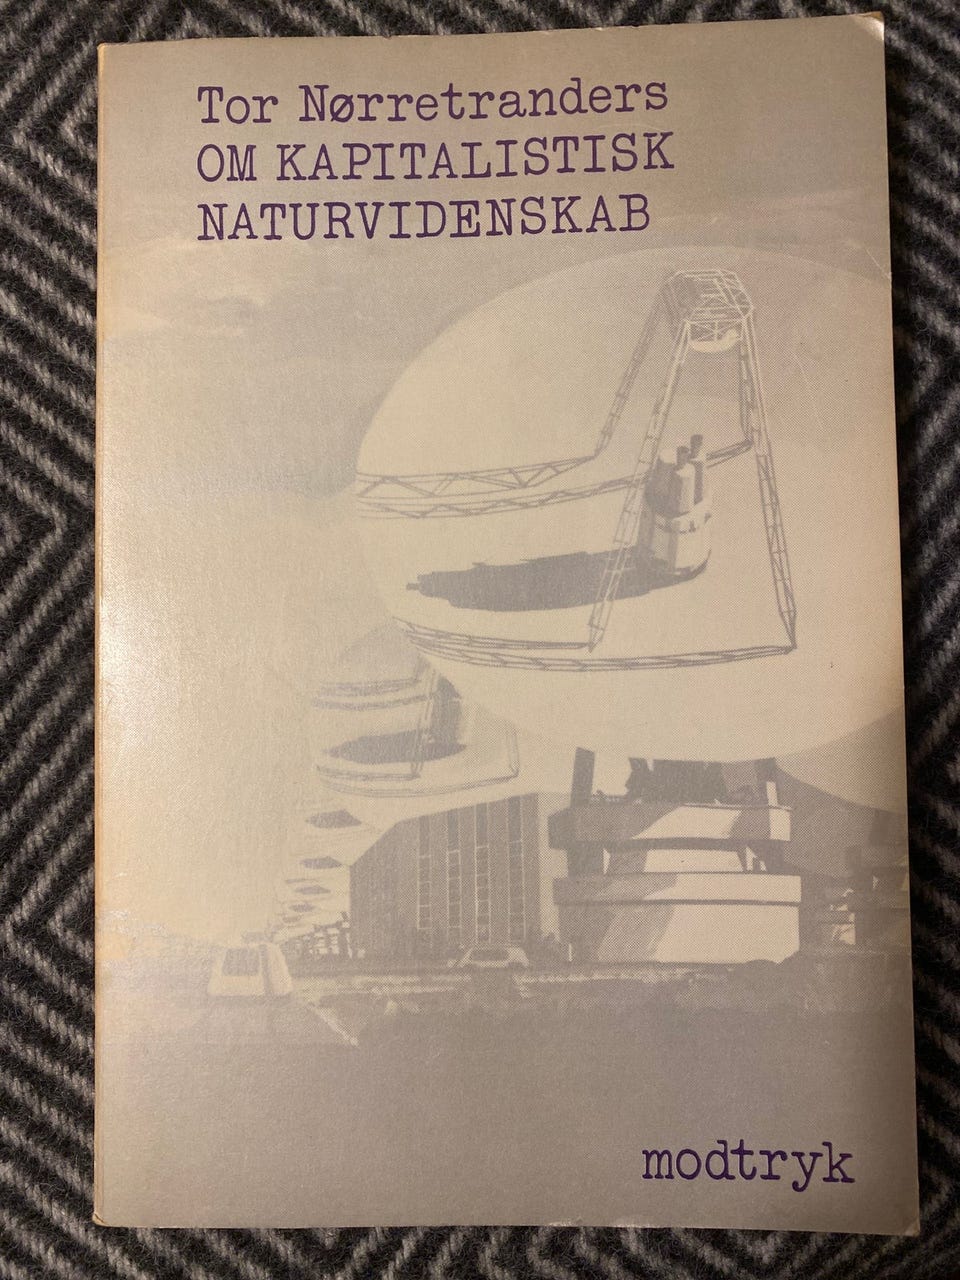 Tor Nørretranders
OM KAPITALISTISK
NATURVIDENSKAB
modtryk